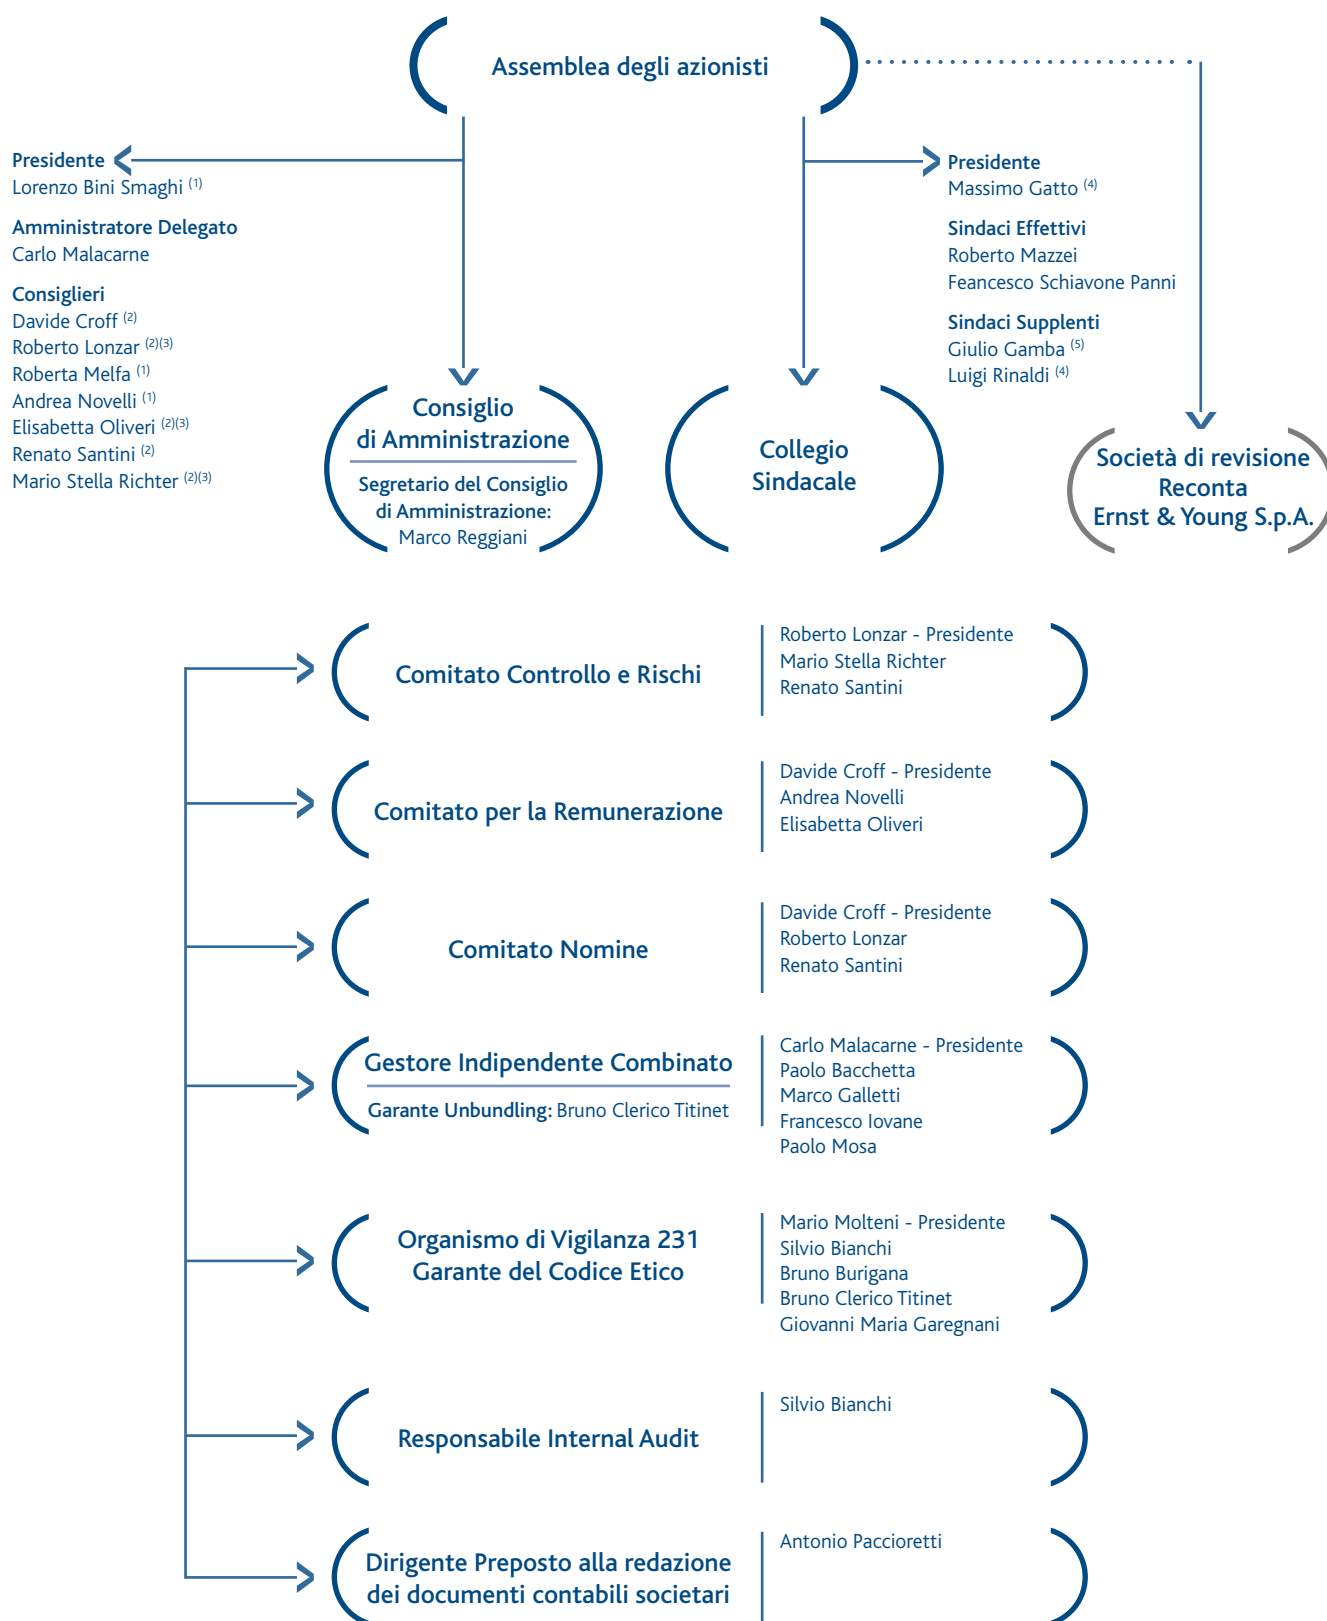 Assemblea degli azionisti
Presidente
Lorenzo Bini Smaghi (1)
Amministratore Delegato
Carlo Malacarne
Consiglieri
Davide Croff (2)
Roberto Lonzar (2)(3)
Roberta Melfa (1)
Andrea Novelli (1)
Elisabetta Oliveri (2)(3)
Renato Santini (2)
Mario Stella Richter (2)(3)
Presidente
Massimo Gatto (4)
Sindaci Effettivi
Roberto Mazzei
Feancesco Schiavone Panni
Sindaci Supplenti
Giulio Gamba (5)
Luigi Rinaldi (4)
Consiglio
di Amministrazione
Segretario del Consiglio
di Amministrazione:
Marco Reggiani
Collegio
Sindacale
Società di revisione
Reconta
Ernst & Young S.p.A.
Comitato Controllo e Rischi
Roberto Lonzar - Presidente
Mario Stella Richter
Renato Santini
Comitato per la Remunerazione
Davide Croff - Presidente
Andrea Novelli
Elisabetta Oliveri
Comitato Nomine
Davide Croff - Presidente
Roberto Lonzar
Renato Santini
Gestore Indipendente Combinato
Garante Unbundling: Bruno Clerico Titinet
Carlo Malacarne - Presidente
Paolo Bacchetta
Marco Galletti
Francesco Iovane
Paolo Mosa
Organismo di Vigilanza 231
Garante del Codice Etico
Mario Molteni - Presidente
Silvio Bianchi
Bruno Burigana
Bruno Clerico Titinet
Giovanni Maria Garegnani
Responsabile Internal Audit
Silvio Bianchi
Dirigente Preposto alla redazione
dei documenti contabili societari
Antonio Paccioretti